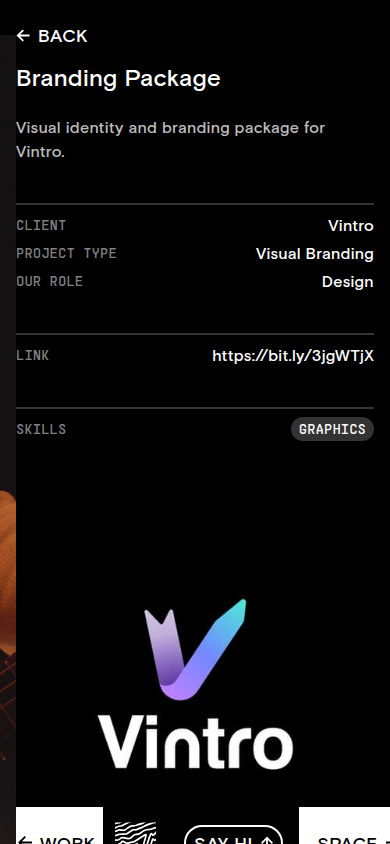 ← BACK
Branding Package
Visual identity and branding package for
Vintro.
CLIENT Vintro
PROJECT TYPE Visual Branding
OUR ROLE Design
LINK https://bit.ly/3jgWTjX
SKILLS GRAPHICS
Vintro
← WORK SAY HI ↑ SPACE